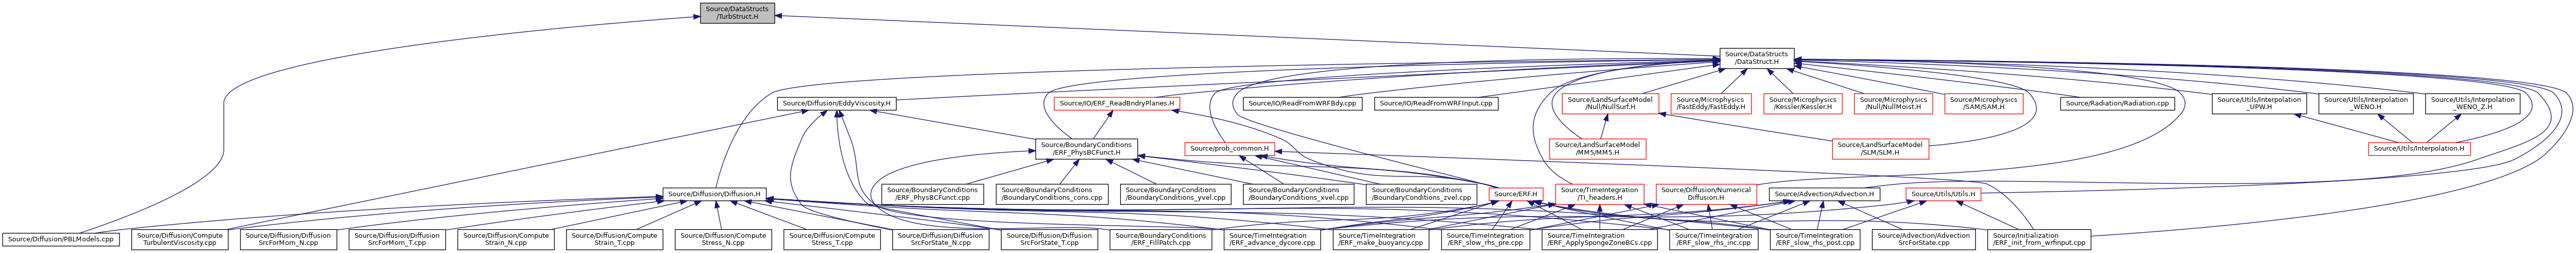 Source/DataStructs
/TurbStruct.H
Source/DataStructs
/DataStruct.H
Source/Diffusion/EddyViscosity.H
Source/IO/ERF_ReadBndryPlanes.H
Source/IO/ReadFromWRFBdy.cpp
Source/IO/ReadFromWRFInput.cpp
Source/LandSurfaceModel
/Null/NullSurf.H
Source/Microphysics
/FastEddy/FastEddy.H
Source/Microphysics
/Kessler/Kessler.H
Source/Microphysics
/Null/NullMoist.H
Source/Microphysics
/SAM/SAM.H
Source/Radiation/Radiation.cpp
Source/Utils/Interpolation
_UPW.H
Source/Utils/Interpolation
_WENO.H
Source/Utils/Interpolation
_WENO_Z.H
Source/BoundaryConditions
/ERF_PhysBCFunct.H
Source/prob_common.H
Source/LandSurfaceModel
/MM5/MM5.H
Source/LandSurfaceModel
/SLM/SLM.H
Source/Utils/Interpolation.H
Source/Diffusion/Diffusion.H
Source/BoundaryConditions
/ERF_PhysBCFunct.cpp
Source/BoundaryConditions
/BoundaryConditions_cons.cpp
Source/BoundaryConditions
/BoundaryConditions_yvel.cpp
Source/BoundaryConditions
/BoundaryConditions_xvel.cpp
Source/BoundaryConditions
/BoundaryConditions_zvel.cpp
Source/ERF.H
Source/TimeIntegration
/TI_headers.H
Source/Diffusion/Numerical
Diffusion.H
Source/Advection/Advection.H
Source/Utils/Utils.H
Source/Diffusion/PBLModels.cpp
Source/Diffusion/Compute
TurbulentViscosity.cpp
Source/Diffusion/Diffusion
SrcForMom_N.cpp
Source/Diffusion/Diffusion
SrcForMom_T.cpp
Source/Diffusion/Compute
Strain_N.cpp
Source/Diffusion/Compute
Strain_T.cpp
Source/Diffusion/Compute
Stress_N.cpp
Source/Diffusion/Compute
Stress_T.cpp
Source/Diffusion/Diffusion
SrcForState_N.cpp
Source/Diffusion/Diffusion
SrcForState_T.cpp
Source/BoundaryConditions
/ERF_FillPatch.cpp
Source/TimeIntegration
/ERF_advance_dycore.cpp
Source/TimeIntegration
/ERF_make_buoyancy.cpp
Source/TimeIntegration
/ERF_slow_rhs_pre.cpp
Source/TimeIntegration
/ERF_ApplySpongeZoneBCs.cpp
Source/TimeIntegration
/ERF_slow_rhs_inc.cpp
Source/TimeIntegration
/ERF_slow_rhs_post.cpp
Source/Advection/Advection
SrcForState.cpp
Source/Initialization
/ERF_init_from_wrfinput.cpp